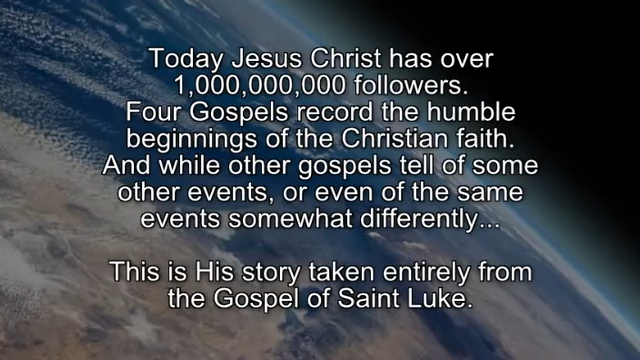 Today Jesus Christ has over
1,000,000,000 followers.
Four Gospels record the humble
beginnings of the Christian faith.
And while other gospels tell of some
other events, or even of the same
events somewhat differently...
This is His story taken entirely from
the Gospel of Saint Luke.